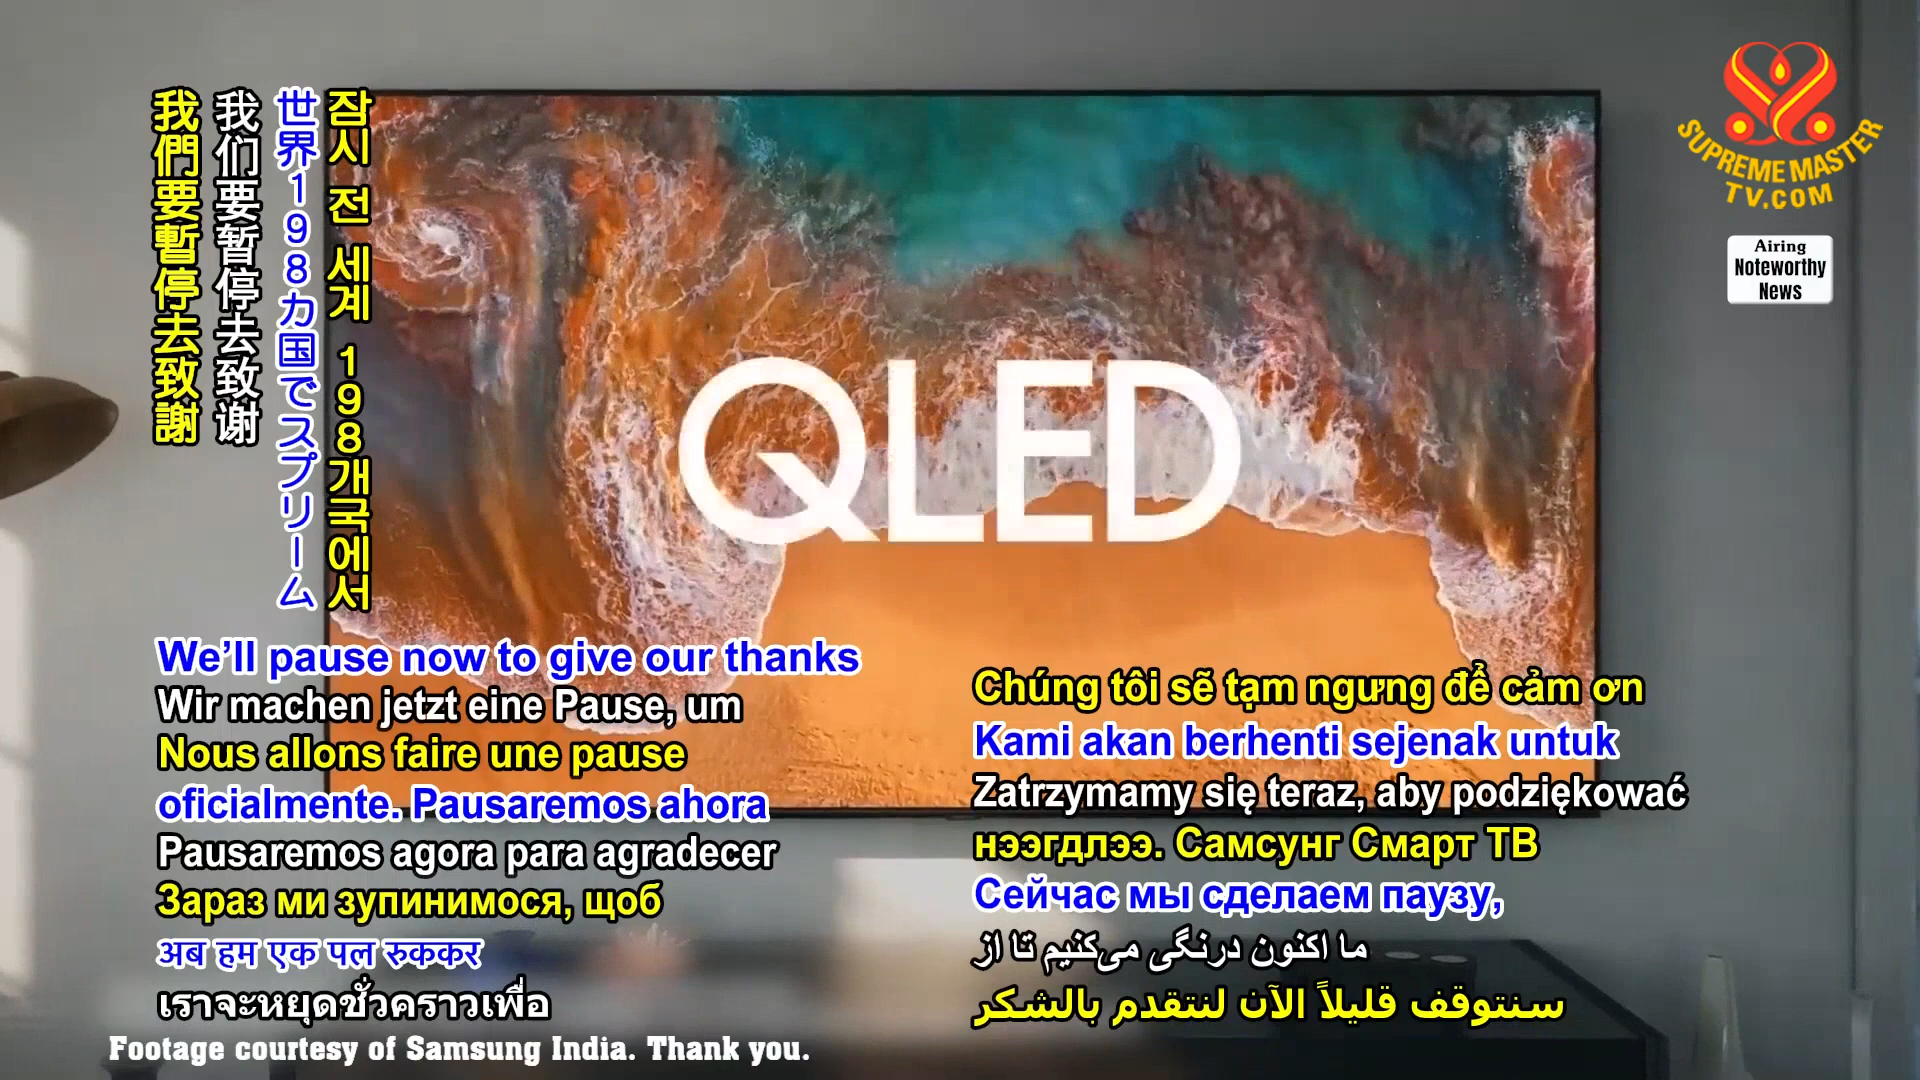 我們要暫停去致謝
我们要暂停去致谢
世界198カ国でスプリーム
잠시 전 세계 198개국에서
QLED
SUPREME MASTER
TV.COM
Airing
Noteworthy
News
We’ll pause now to give our thanks
Wir machen jetzt eine Pause, um
Nous allons faire une pause
oficialmente. Pausaremos ahora
Pausaremos agora para agradecer
Зараз ми зупинимося, щоб
अब हम एक पल रुककर
เราจะหยุดชั่วคราวเพื่อ
Chúng tôi sẽ tạm ngưng để cảm ơn
Kami akan berhenti sejenak untuk
Zatrzymamy się teraz, aby podziękować
нээгдлээ. Самсунг Смарт ТВ
Сейчас мы сделаем паузу,
ما اکنون درنگی می‌کنیم تا از
سنتوقف قليلاً الآن لنتقدم بالشكر
Footage courtesy of Samsung India. Thank you.